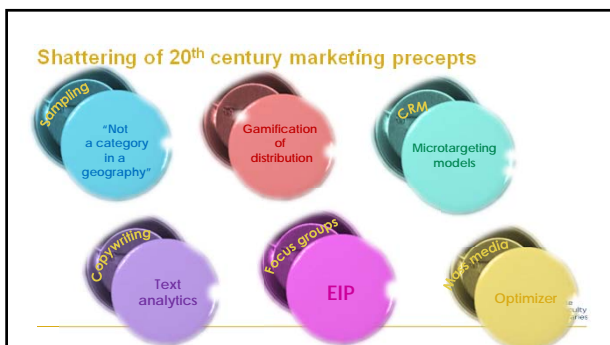 Shattering of 20th century marketing precepts
Sampling
"Not
a category
in a
geography"
Gamification
of
distribution
CRM
Microtargeting
models
Copywriting
Text
analytics
Focus groups
EIP
Mass media
Optimizer